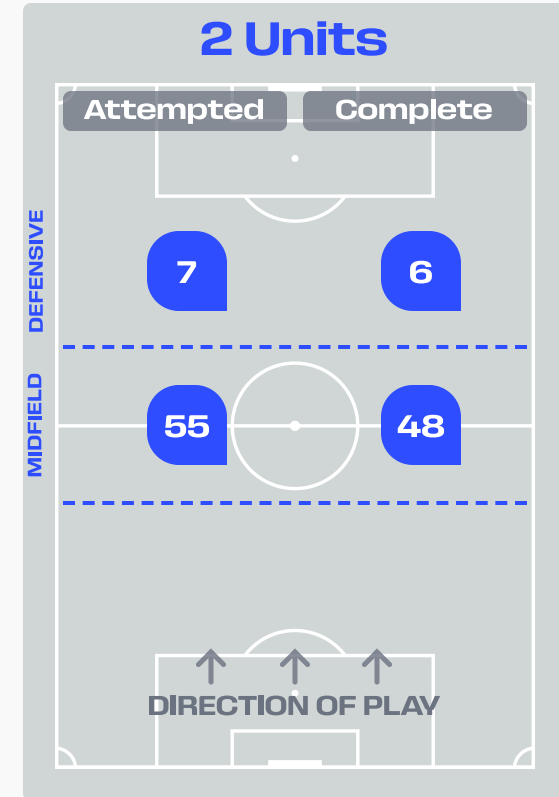 2 Units
Attempted Complete
DEFENSIVE
7 6
MIDFIELD
55 48
DIRECTION OF PLAY